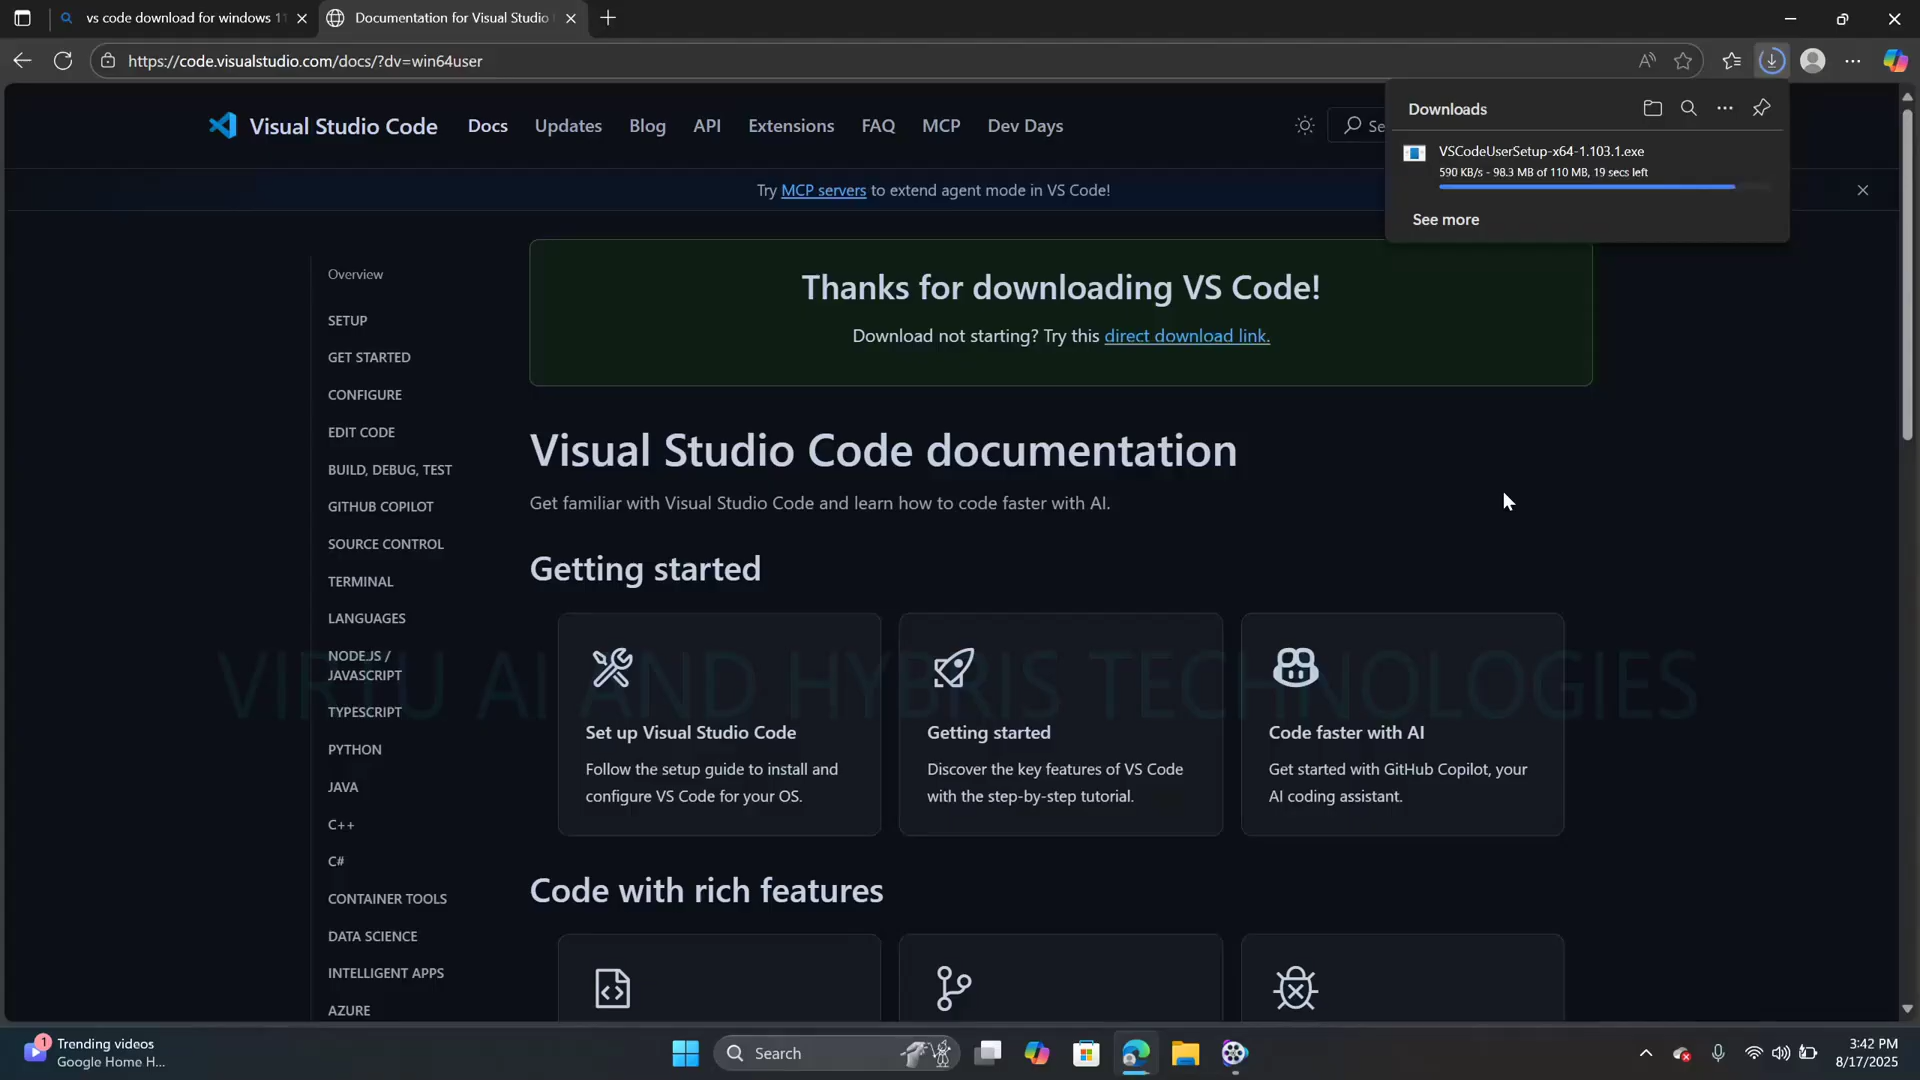 vs code download for windows 11
Documentation for Visual Studio
https://code.visualstudio.com/docs/?dv=win64user
Visual Studio Code
Docs
Updates
Blog
API
Extensions
FAQ
MCP
Dev Days
Se
Downloads
VSCodeUserSetup-x64-1.103.1.exe
590 KB/s - 98.3 MB of 110 MB, 19 secs left
See more
Try MCP servers to extend agent mode in VS Code!
Thanks for downloading VS Code!
Download not starting? Try this direct download link.
Overview
SETUP
GET STARTED
CONFIGURE
EDIT CODE
BUILD, DEBUG, TEST
GITHUB COPILOT
SOURCE CONTROL
TERMINAL
LANGUAGES
NODE.JS /
JAVASCRIPT
TYPESCRIPT
PYTHON
JAVA
C++
C#
CONTAINER TOOLS
DATA SCIENCE
INTELLIGENT APPS
AZURE
Visual Studio Code documentation
Get familiar with Visual Studio Code and learn how to code faster with AI.
Getting started
Set up Visual Studio Code
Follow the setup guide to install and
configure VS Code for your OS.
Getting started
Discover the key features of VS Code
with the step-by-step tutorial.
Code faster with AI
Get started with GitHub Copilot, your
AI coding assistant.
VIRTU AI AND HYBRIS TECHNOLOGIES
Code with rich features
1
Trending videos
Google Home H...
Search
3:42 PM
8/17/2025